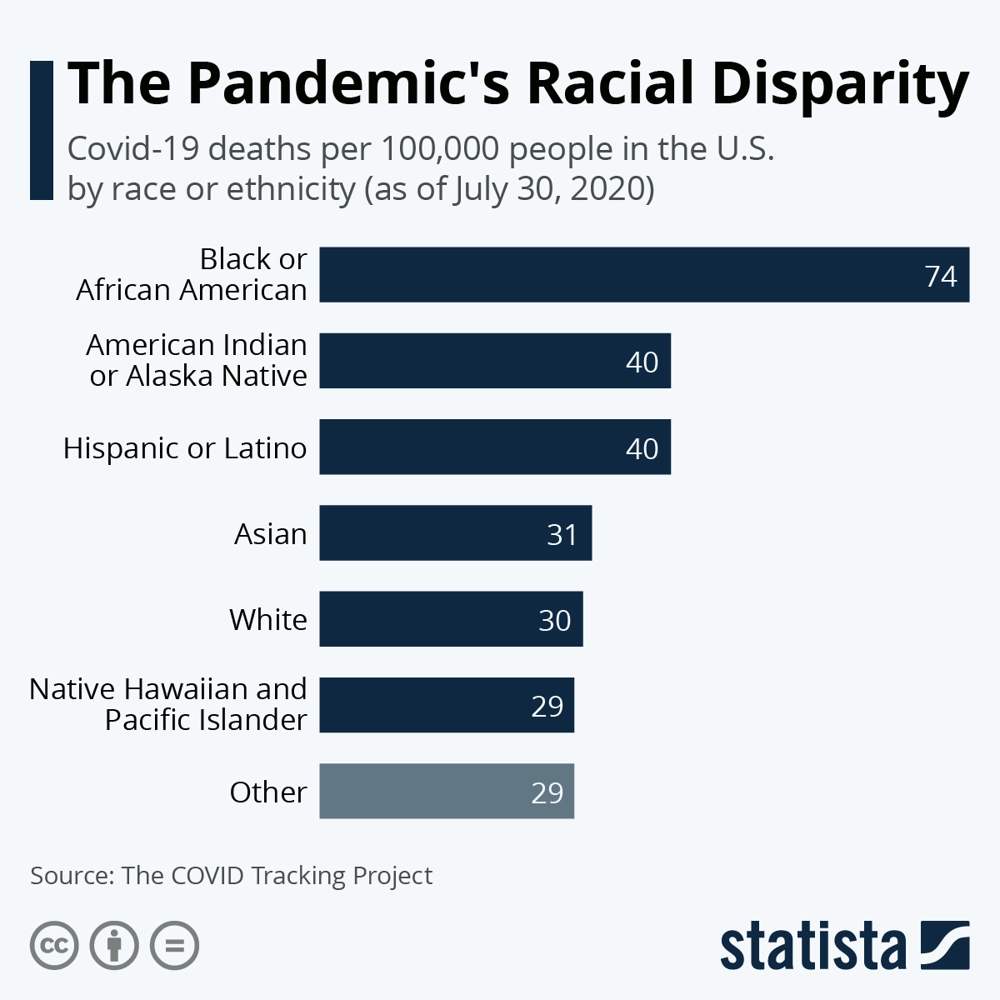 The Pandemic's Racial Disparity
Covid-19 deaths per 100,000 people in the U.S.
by race or ethnicity (as of July 30, 2020)
Black or
African American
74
American Indian
or Alaska Native
40
Hispanic or Latino
40
Asian
31
White
30
Native Hawaiian and
Pacific Islander
29
Other
29
Source: The COVID Tracking Project
cc
statista